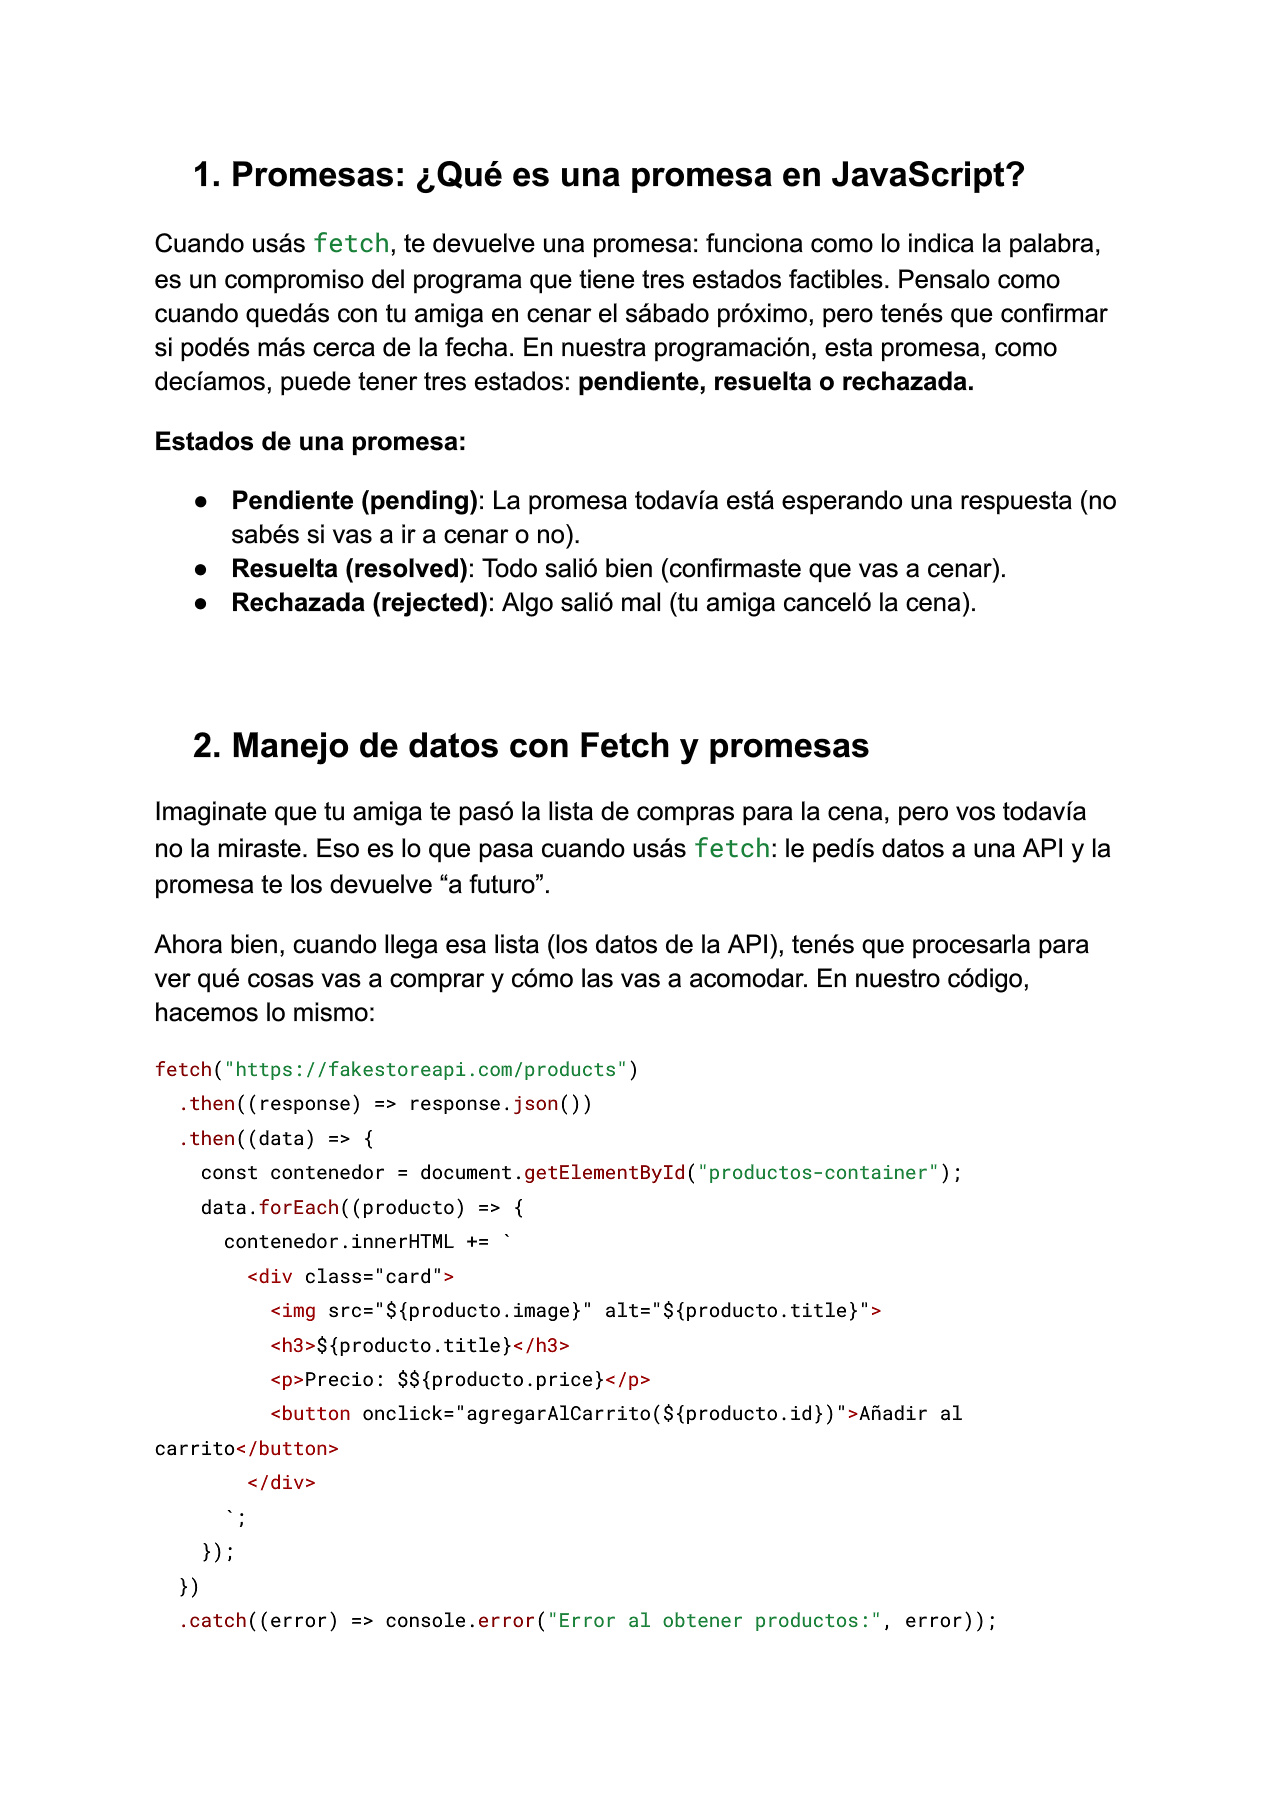 1. Promesas: ¿Qué es una promesa en JavaScript?
Cuando usás fetch, te devuelve una promesa: funciona como lo indica la palabra,
es un compromiso del programa que tiene tres estados factibles. Pensalo como
cuando quedás con tu amiga en cenar el sábado próximo, pero tenés que confirmar
si podés más cerca de la fecha. En nuestra programación, esta promesa, como
decíamos, puede tener tres estados: pendiente, resuelta o rechazada.
Estados de una promesa:
● Pendiente (pending): La promesa todavía está esperando una respuesta (no
sabés si vas a ir a cenar o no).
● Resuelta (resolved): Todo salió bien (confirmaste que vas a cenar).
● Rechazada (rejected): Algo salió mal (tu amiga canceló la cena).
2. Manejo de datos con Fetch y promesas
Imaginate que tu amiga te pasó la lista de compras para la cena, pero vos todavía
no la miraste. Eso es lo que pasa cuando usás fetch: le pedís datos a una API y la
promesa te los devuelve “a futuro”.
Ahora bien, cuando llega esa lista (los datos de la API), tenés que procesarla para
ver qué cosas vas a comprar y cómo las vas a acomodar. En nuestro código,
hacemos lo mismo:
fetch("https://fakestoreapi.com/products")
  .then((response) => response.json())
  .then((data) => {
    const contenedor = document.getElementById("productos-container");
    data.forEach((producto) => {
      contenedor.innerHTML += `
        <div class="card">
          <img src="${producto.image}" alt="${producto.title}">
          <h3>${producto.title}</h3>
          <p>Precio: $${producto.price}</p>
          <button onclick="agregarAlCarrito(${producto.id})">Añadir al
carrito</button>
        </div>
      `;
    });
  })
  .catch((error) => console.error("Error al obtener productos:", error));